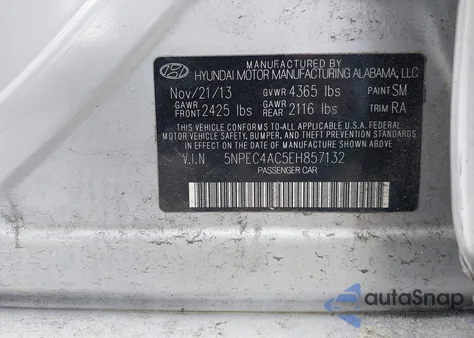 MANUFACTURED BY
HYUNDAI MOTOR MANUFACTURING ALABAMA, LLC
Nov/21/13 GVWR 4365 lbs PAINT SM
GAWR FRONT 2425 lbs GAWR REAR 2116 lbs TRIM RA
THIS VEHICLE CONFORMS TO ALL APPLICABLE U.S.A. FEDERAL
MOTOR VEHICLE SAFETY, BUMPER, AND THEFT PREVENTION STANDARDS
IN EFFECT ON THE DATE OF MANUFACTURE SHOWN ABOVE.
V.I.N 5NPEC4AC5EH857132
PASSENGER CAR
autoSnap